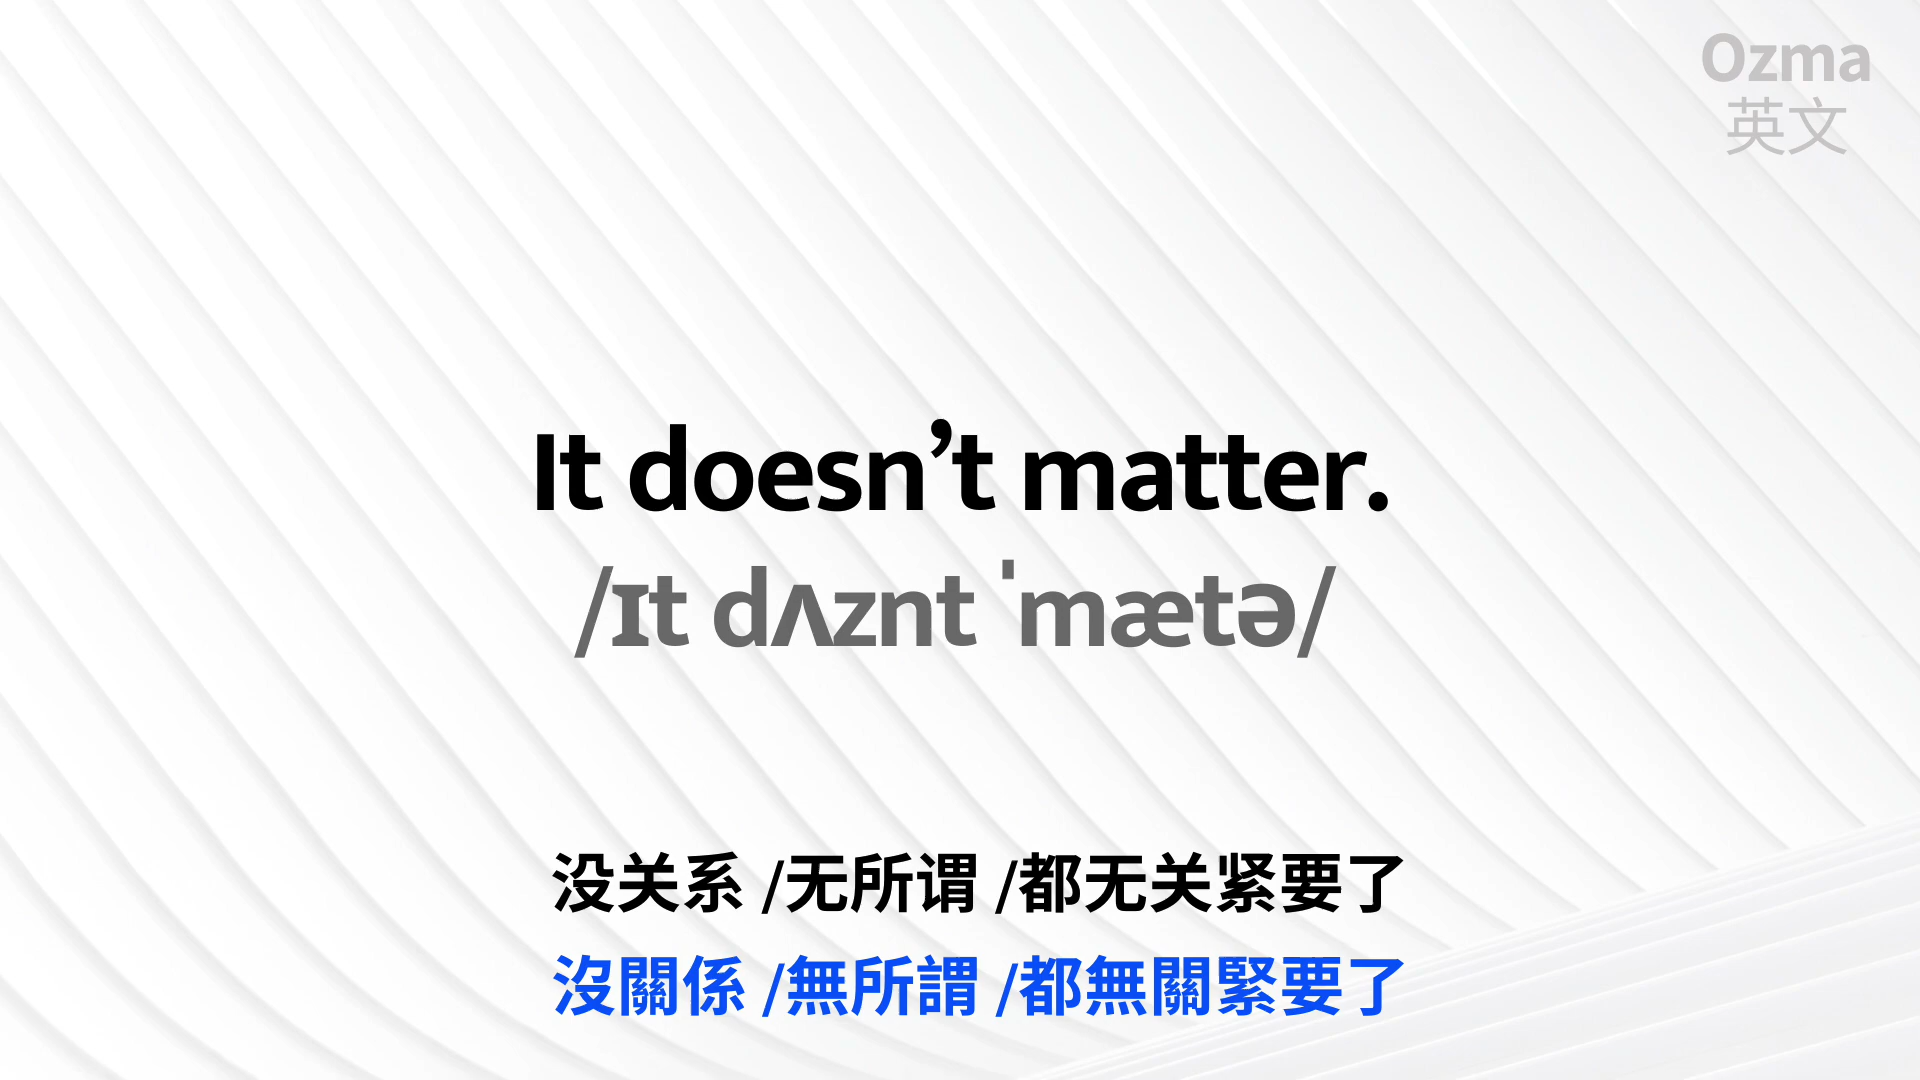 Ozma
英文
It doesn’t matter.
/ɪt dʌznt ˈmætə/
没关系 /无所谓 /都无关紧要了
沒關係 /無所謂 /都無關緊要了